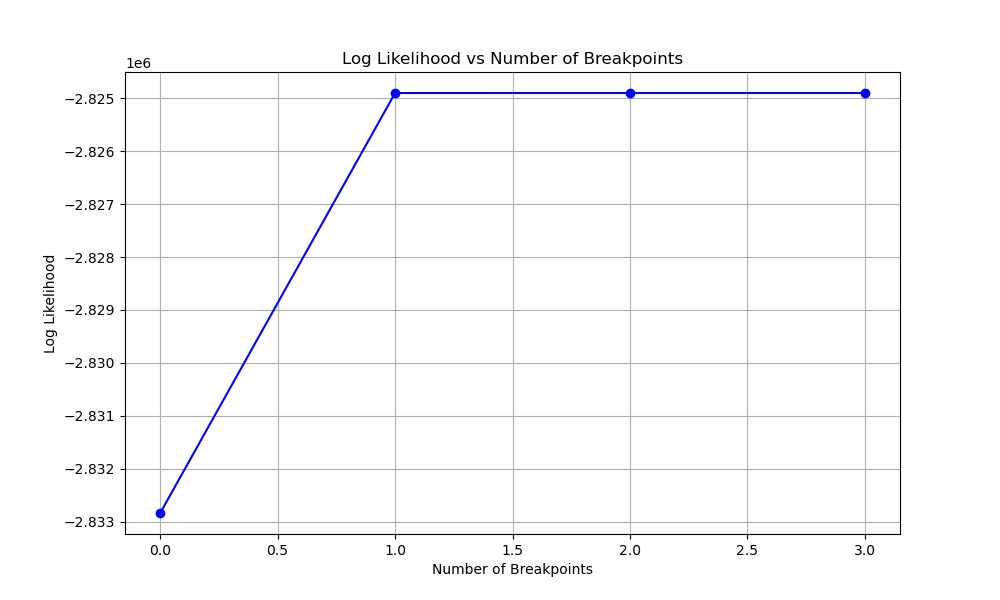 Log Likelihood vs Number of Breakpoints
1e6
−2.825
−2.826
−2.827
−2.828
−2.829
−2.830
−2.831
−2.832
−2.833
Log Likelihood
0.0 0.5 1.0 1.5 2.0 2.5 3.0
Number of Breakpoints